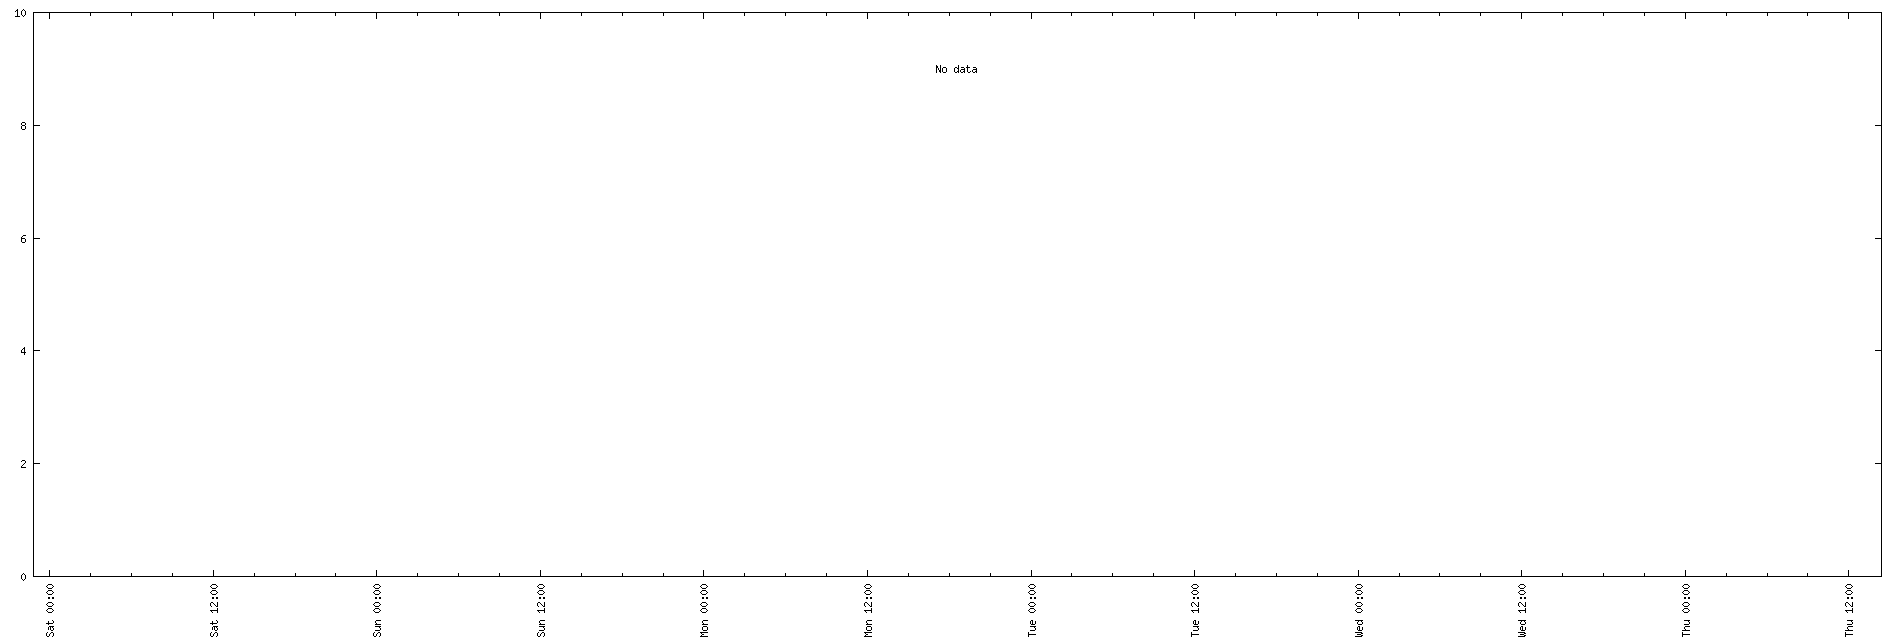 10
No data
8
6
4
2
0
Sat 00:00
Sat 12:00
Sun 00:00
Sun 12:00
Mon 00:00
Mon 12:00
Tue 00:00
Tue 12:00
Wed 00:00
Wed 12:00
Thu 00:00
Thu 12:00